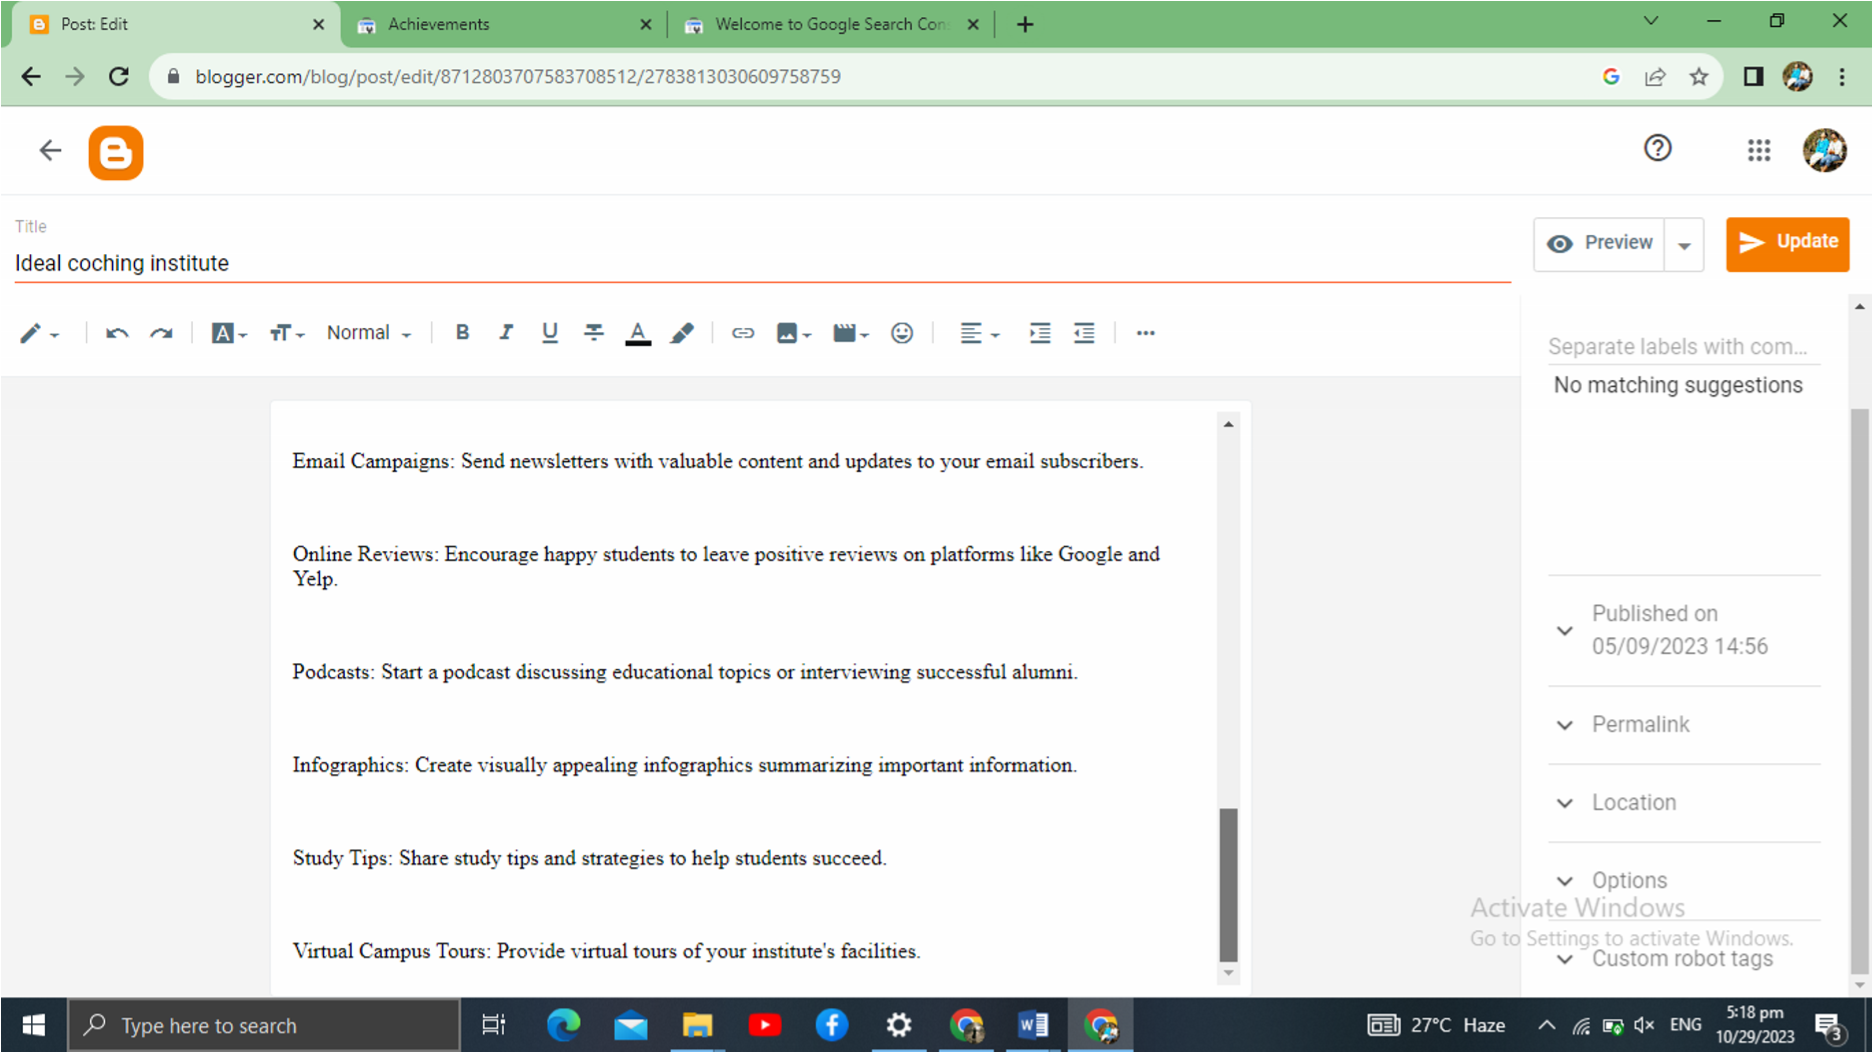 Post: Edit
Achievements
Welcome to Google Search Con
blogger.com/blog/post/edit/8712803707583708512/2783813030609758759
Title
Ideal coching institute
Preview
Update
Normal
B
I
U
A
Separate labels with com...
No matching suggestions
Email Campaigns: Send newsletters with valuable content and updates to your email subscribers.
Online Reviews: Encourage happy students to leave positive reviews on platforms like Google and
Yelp.
Podcasts: Start a podcast discussing educational topics or interviewing successful alumni.
Infographics: Create visually appealing infographics summarizing important information.
Study Tips: Share study tips and strategies to help students succeed.
Virtual Campus Tours: Provide virtual tours of your institute's facilities.
Published on
05/09/2023 14:56
Permalink
Location
Options
Activate Windows
Go to Settings to activate Windows.
Custom robot tags
Type here to search
27°C Haze
ENG
5:18 pm
10/29/2023
3